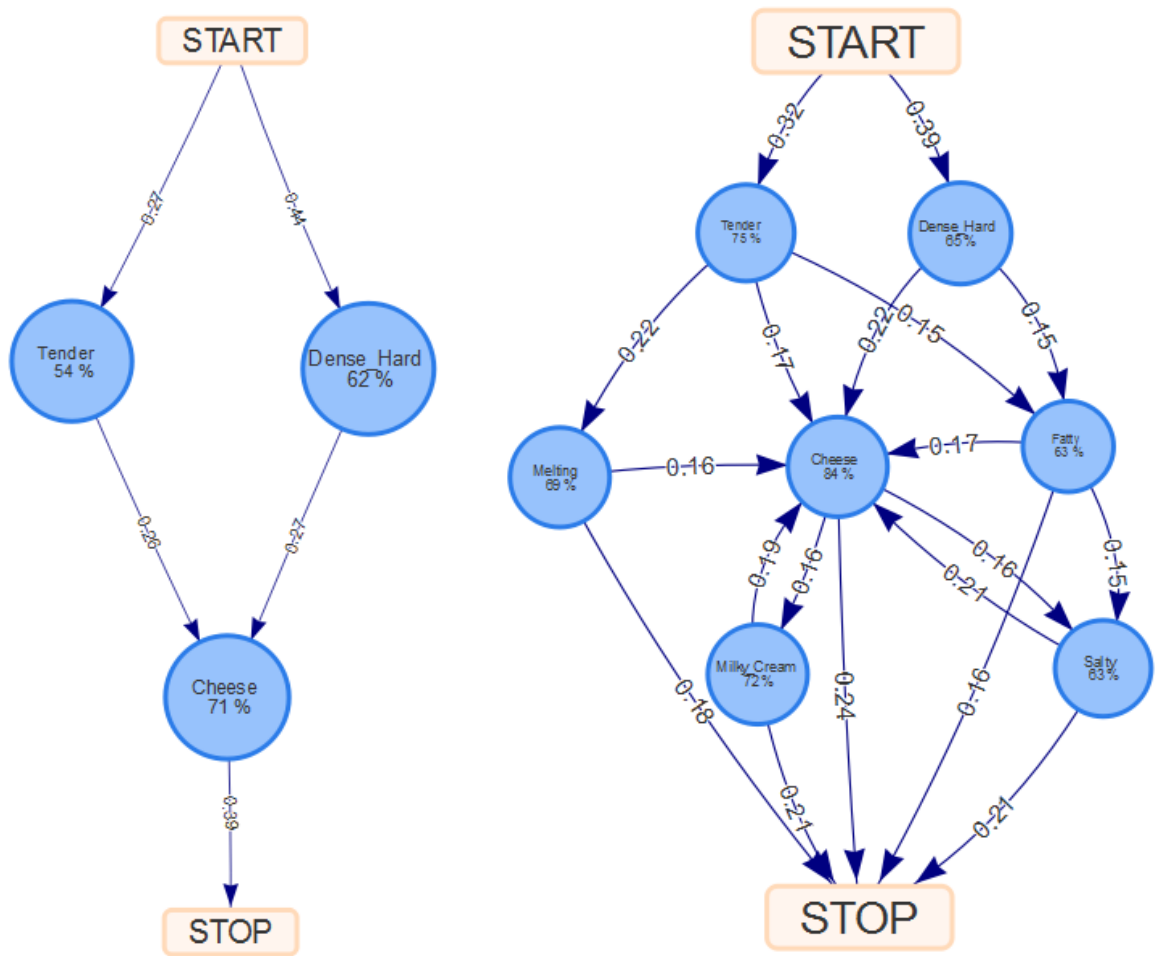 START
0.27
0.44
Tender
54 %
Dense_Hard
62 %
0.26
0.27
Cheese
71 %
0.39
STOP
START
0.32
0.39
Tender
75 %
Dense_Hard
65 %
0.22
0.17
0.22
0.15
0.15
Melting
69 %
0.16
Cheese
84 %
0.17
Fatty
63 %
0.19
0.16
0.16
0.21
0.15
Milky_Cream
72 %
Salty
63 %
0.18
0.24
0.16
0.21
0.21
STOP